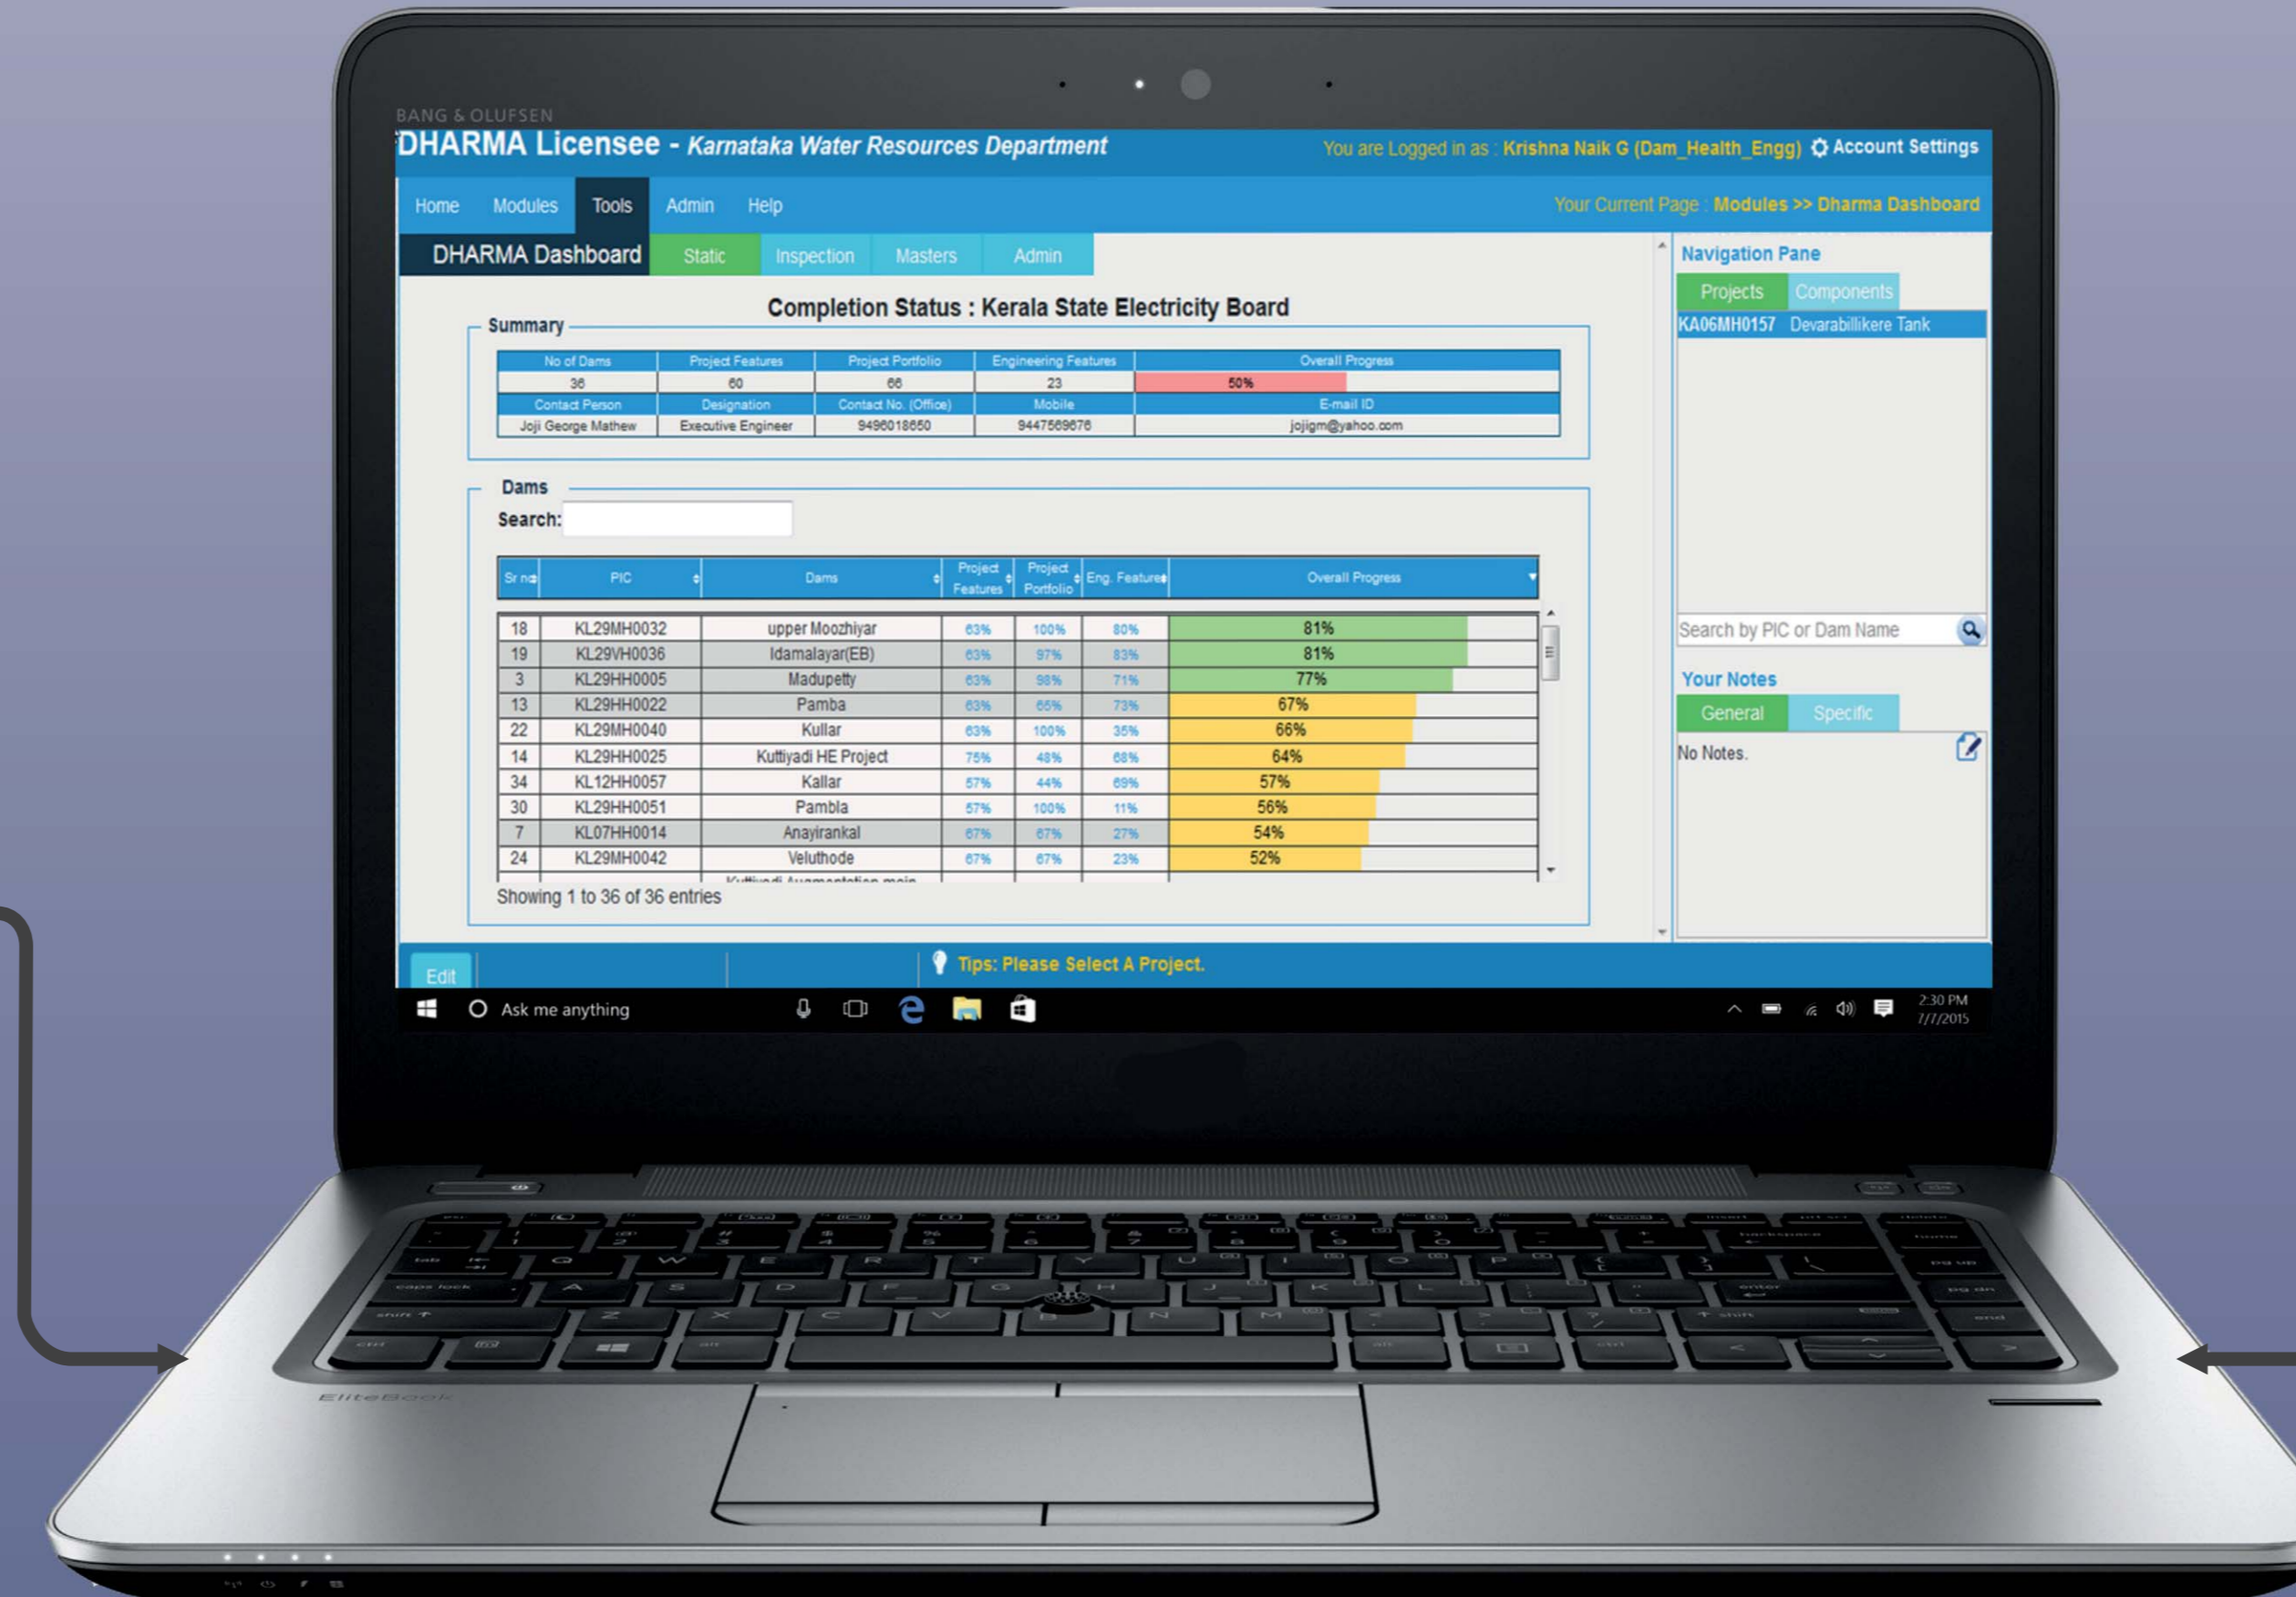 BANG & OLUFSEN
DHARMA Licensee - Karnataka Water Resources Department
You are Logged in as : Krishna Naik G (Dam_Health_Engg) Account Settings
Home Modules Tools Admin Help
Your Current Page : Modules >> Dharma Dashboard
DHARMA Dashboard Static Inspection Masters Admin
Completion Status : Kerala State Electricity Board
Summary
No of Dams Project Features Project Portfolio Engineering Features Overall Progress
36 60 66 23 50%
Contact Person Designation Contact No. (Office) Mobile E-mail ID
Joji George Mathew Executive Engineer 9496018650 9447569676 jojigm@yahoo.com
Dams
Search:
Sr no PIC Dams Project Features Project Portfolio Eng. Features Overall Progress
18 KL29MH0032 upper Moozhiyar 63% 100% 80% 81%
19 KL29VH0036 Idamalayar(EB) 63% 97% 83% 81%
3 KL29HH0005 Madupetty 63% 98% 71% 77%
13 KL29HH0022 Pamba 63% 65% 73% 67%
22 KL29MH0040 Kullar 63% 100% 35% 66%
14 KL29HH0025 Kuttiyadi HE Project 75% 48% 68% 64%
34 KL12HH0057 Kallar 57% 44% 69% 57%
30 KL29HH0051 Pambla 57% 100% 11% 56%
7 KL07HH0014 Anayirankal 67% 67% 27% 54%
24 KL29MH0042 Veluthode 67% 67% 23% 52%
Showing 1 to 36 of 36 entries
Navigation Pane
Projects Components
KA06MH0157 Devarabillikere Tank
Search by PIC or Dam Name
Your Notes
General Specific
No Notes.
Edit
Tips: Please Select A Project.
Ask me anything
2:30 PM
7/7/2015
EliteBook